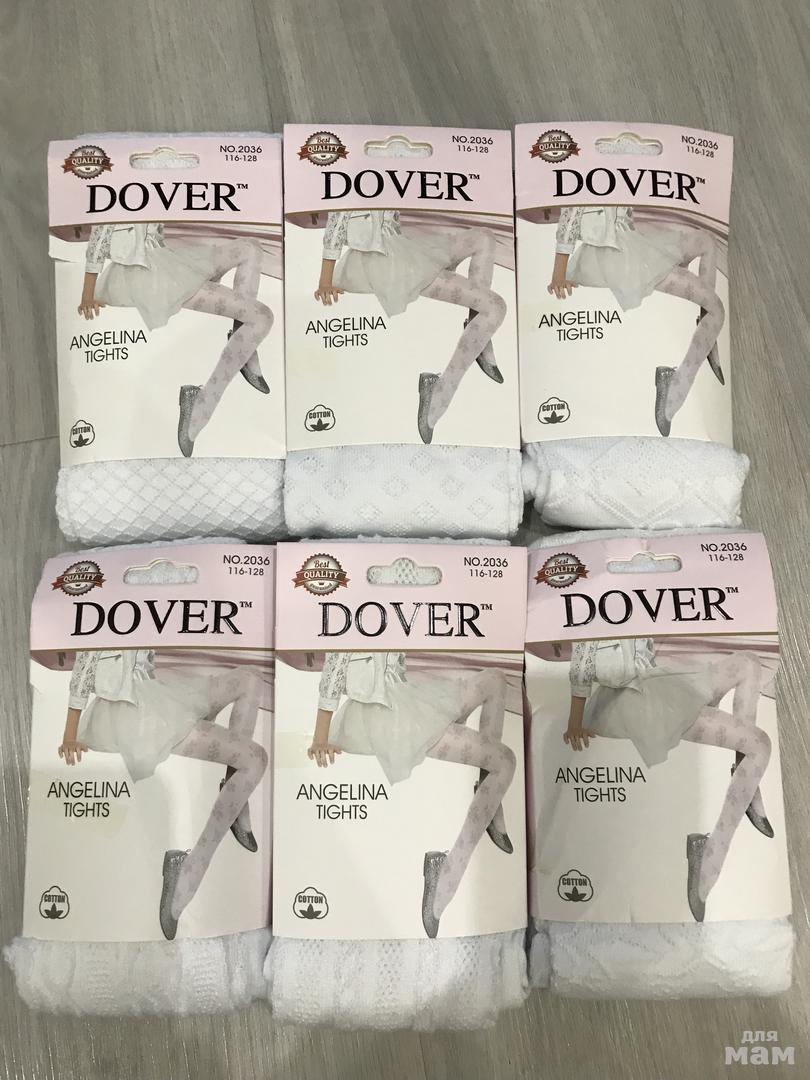 Best
QUALITY
NO.2036
116-128
DOVER™
ANGELINA
TIGHTS
COTTON
Best
QUALITY
NO.2036
116-128
DOVER™
ANGELINA
TIGHTS
COTTON
Best
QUALITY
NO.2036
116-128
DOVER™
ANGELINA
TIGHTS
COTTON
Best
QUALITY
NO.2036
116-128
DOVER™
ANGELINA
TIGHTS
COTTON
Best
QUALITY
NO.2036
116-128
DOVER™
ANGELINA
TIGHTS
COTTON
Best
QUALITY
NO.2036
116-128
DOVER™
ANGELINA
TIGHTS
COTTON
для
мам